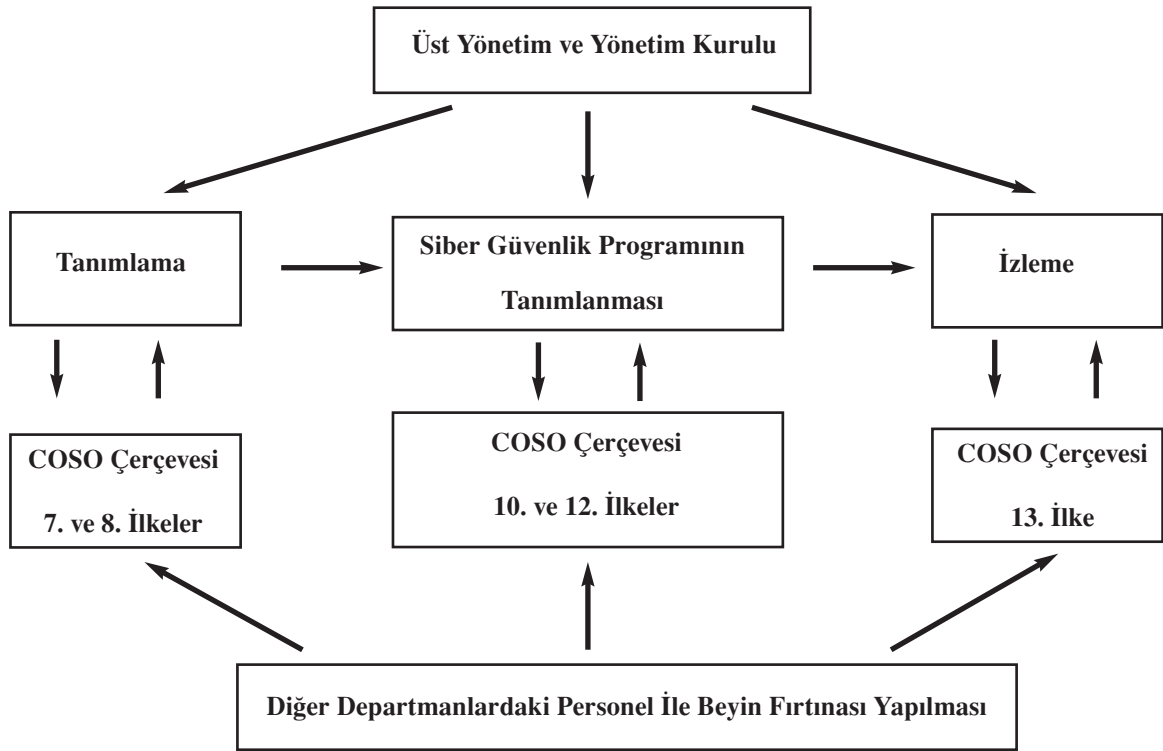 Üst Yönetim ve Yönetim Kurulu
Tanımlama
Siber Güvenlik Programının
Tanımlanması
İzleme
COSO Çerçevesi
7. ve 8. İlkeler
COSO Çerçevesi
10. ve 12. İlkeler
COSO Çerçevesi
13. İlke
Diğer Departmanlardaki Personel İle Beyin Fırtınası Yapılması